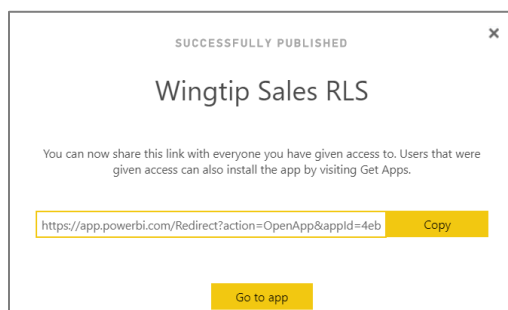 SUCCESSFULLY PUBLISHED
Wingtip Sales RLS
You can now share this link with everyone you have given access to. Users that were
given access can also install the app by visiting Get Apps.
https://app.powerbi.com/Redirect?action=OpenApp&appId=4eb Copy
Go to app